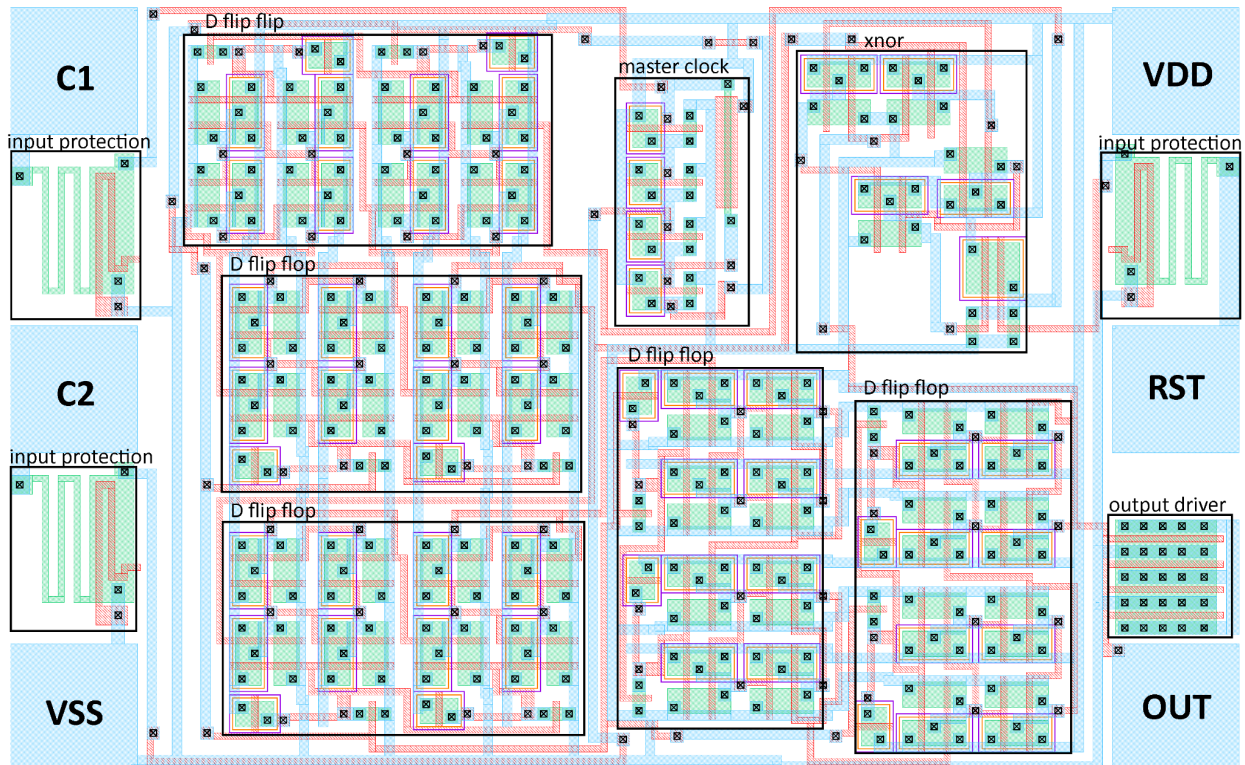 D flip flip
C1
VDD
xnor
master clock
input protection
input protection
D flip flop
D flip flop
C2
RST
D flip flop
input protection
output driver
D flip flop
VSS
OUT